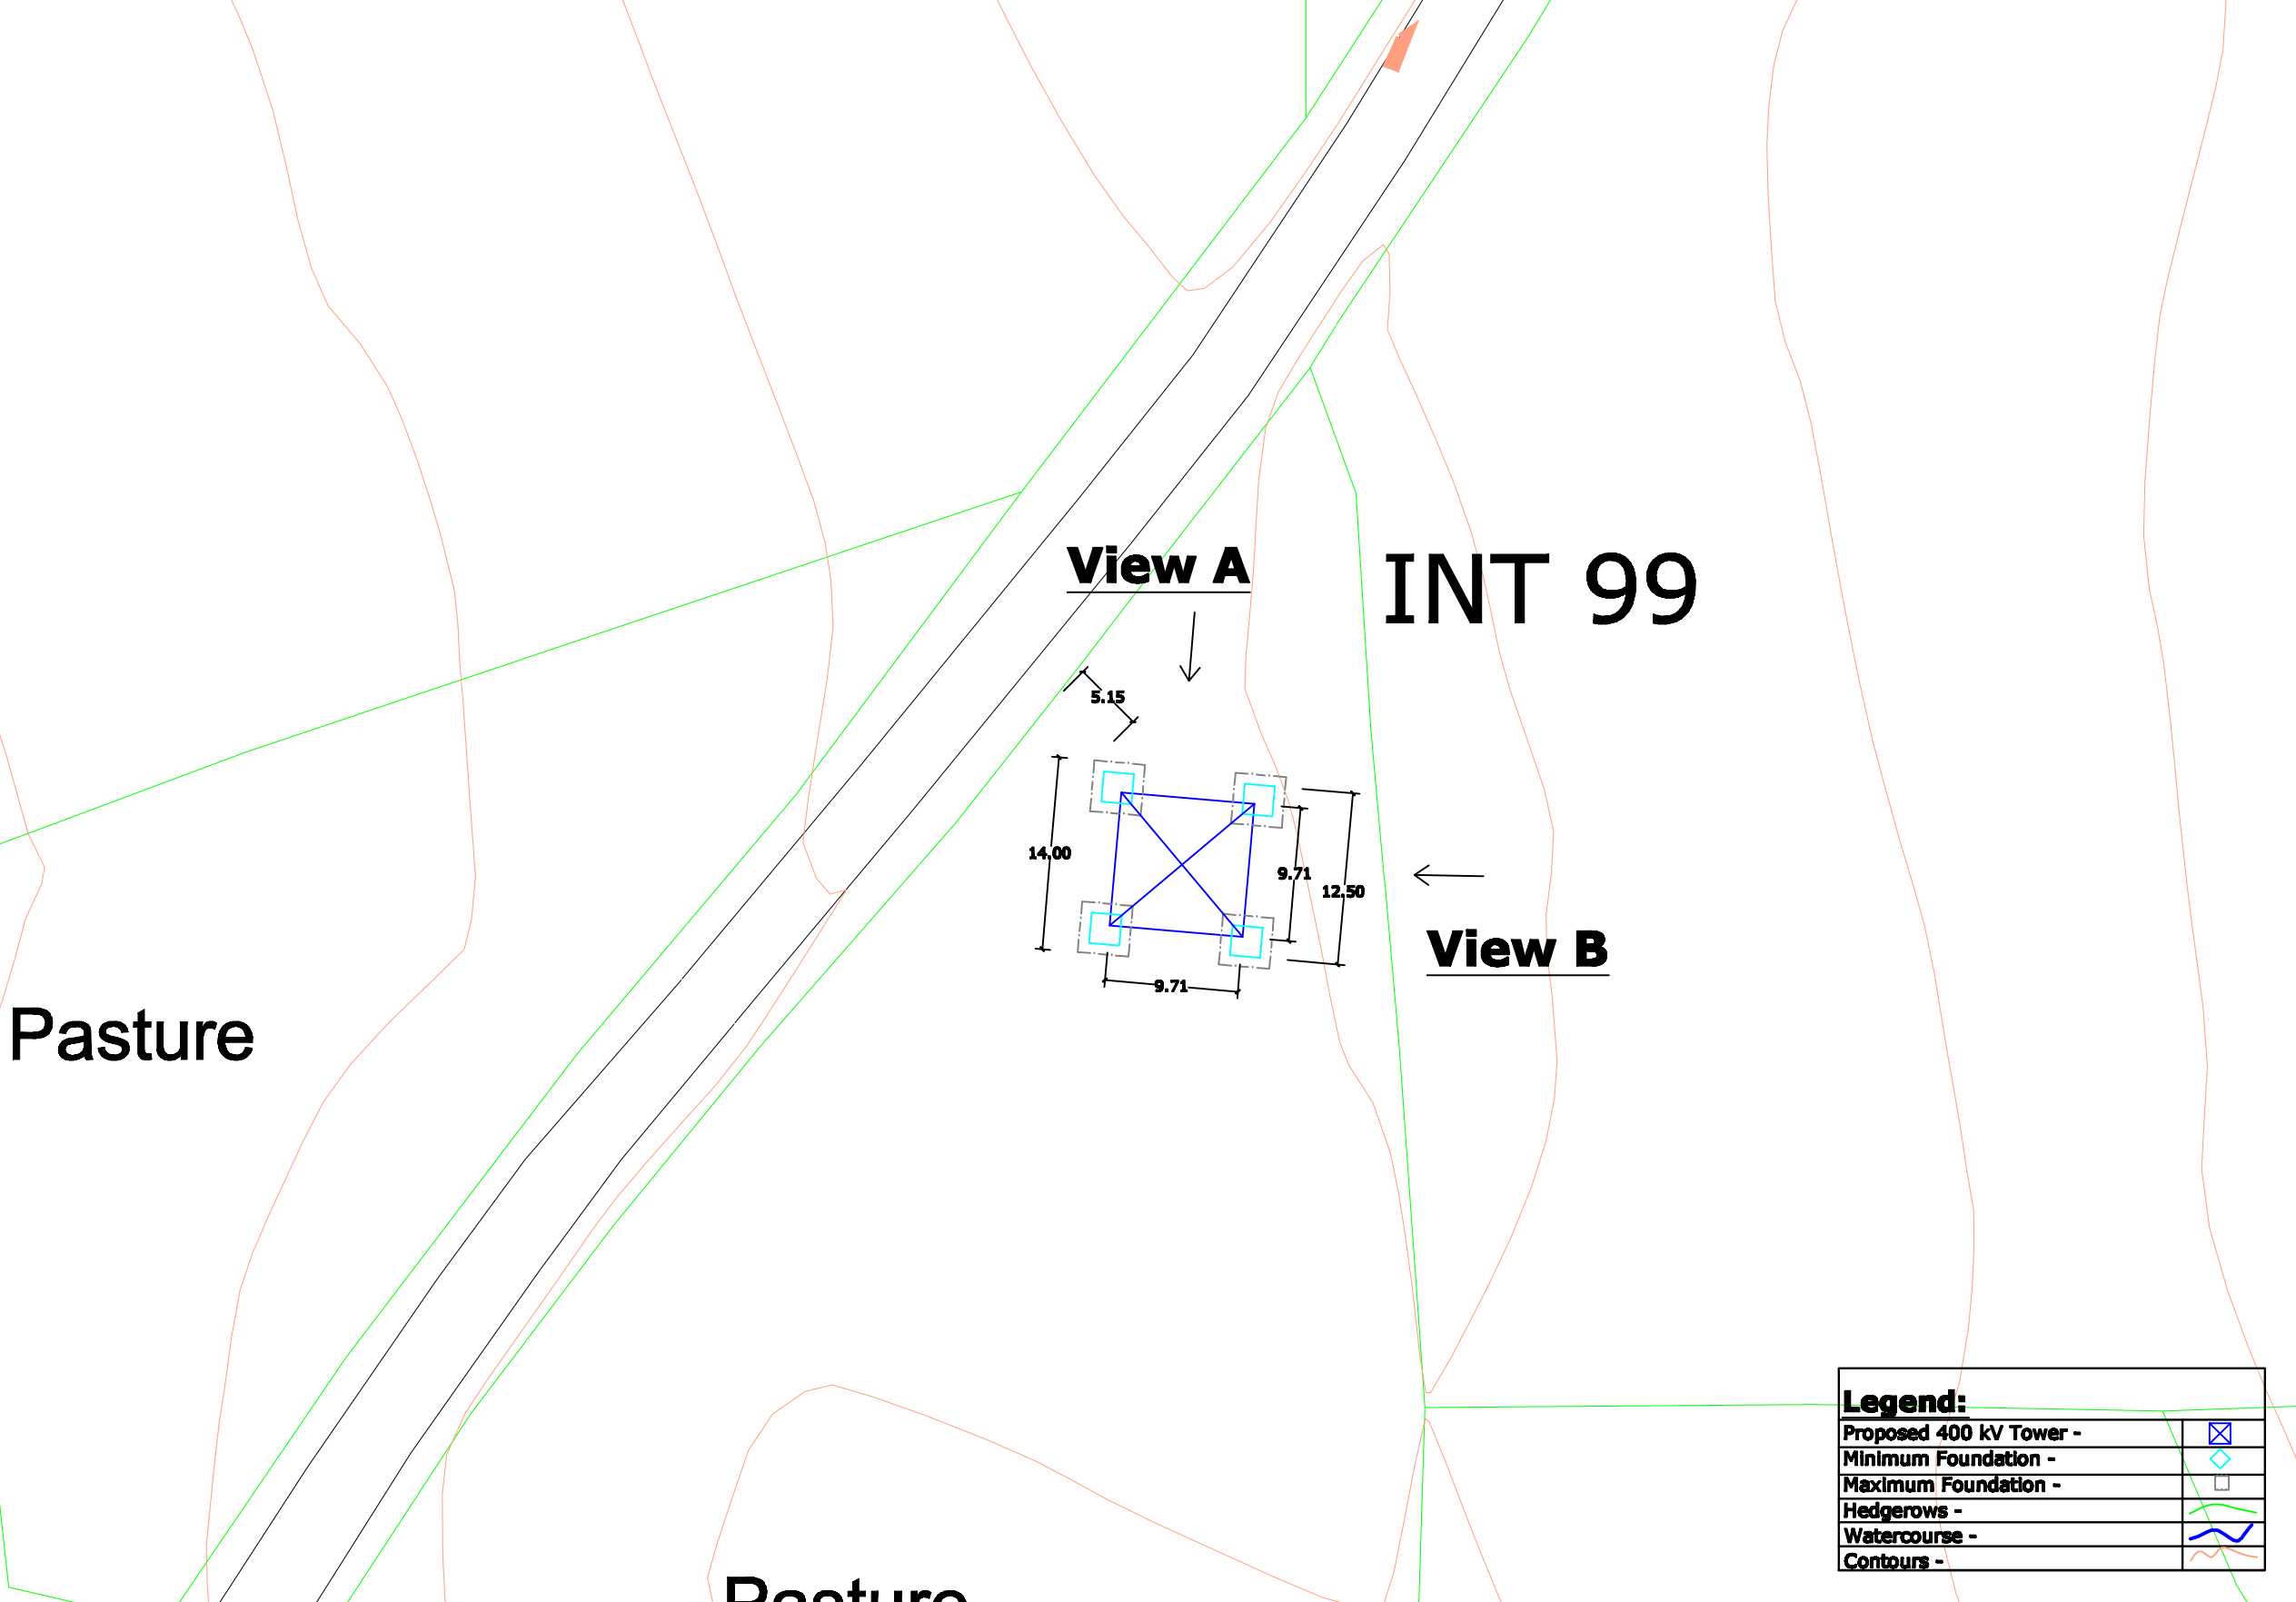 View A
INT 99
5.15
14.00
9.71
12.50
View B
9.71
Pasture
Legend:
Proposed 400 kV Tower -
Minimum Foundation -
Maximum Foundation -
Hedgerows -
Watercourse -
Contours -
Pasture